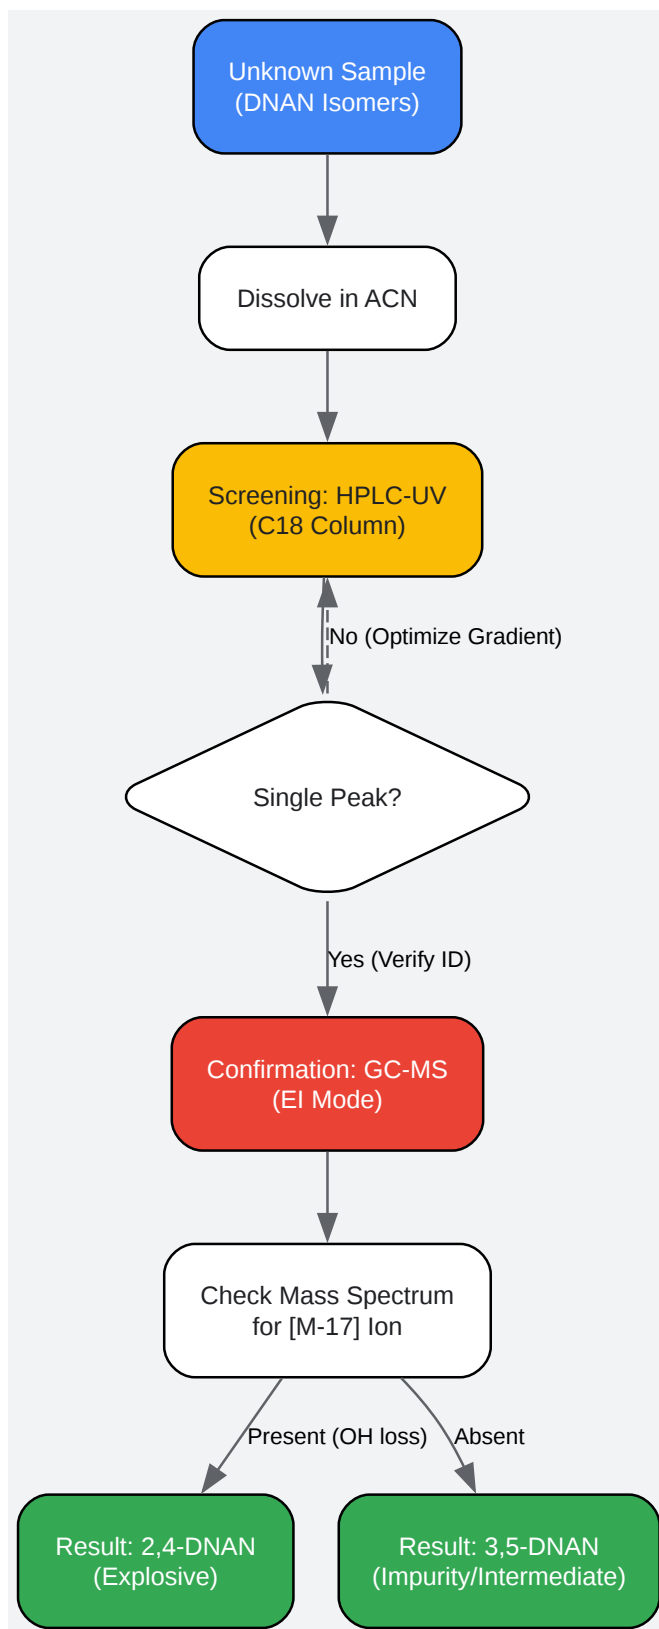 Unknown Sample
(DNAN Isomers)
Dissolve in ACN
Screening: HPLC-UV
(C18 Column)
No (Optimize Gradient)
Single Peak?
Yes (Verify ID)
Confirmation: GC-MS
(EI Mode)
Check Mass Spectrum
for [M-17] Ion
Present (OH loss)
Absent
Result: 2,4-DNAN
(Explosive)
Result: 3,5-DNAN
(Impurity/Intermediate)